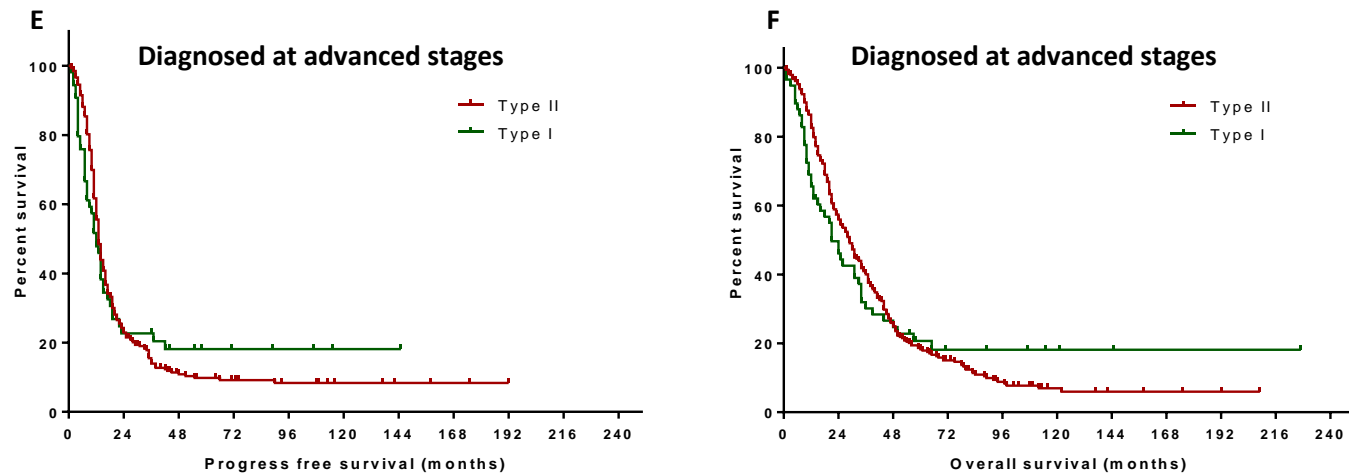 E
Diagnosed at advanced stages
Type II
Type I
Percent survival
100
80
60
40
20
0
0 24 48 72 96 120 144 168 192 216 240
Progress free survival (months)
F
Diagnosed at advanced stages
Type II
Type I
Percent survival
100
80
60
40
20
0
0 24 48 72 96 120 144 168 192 216 240
Overall survival (months)